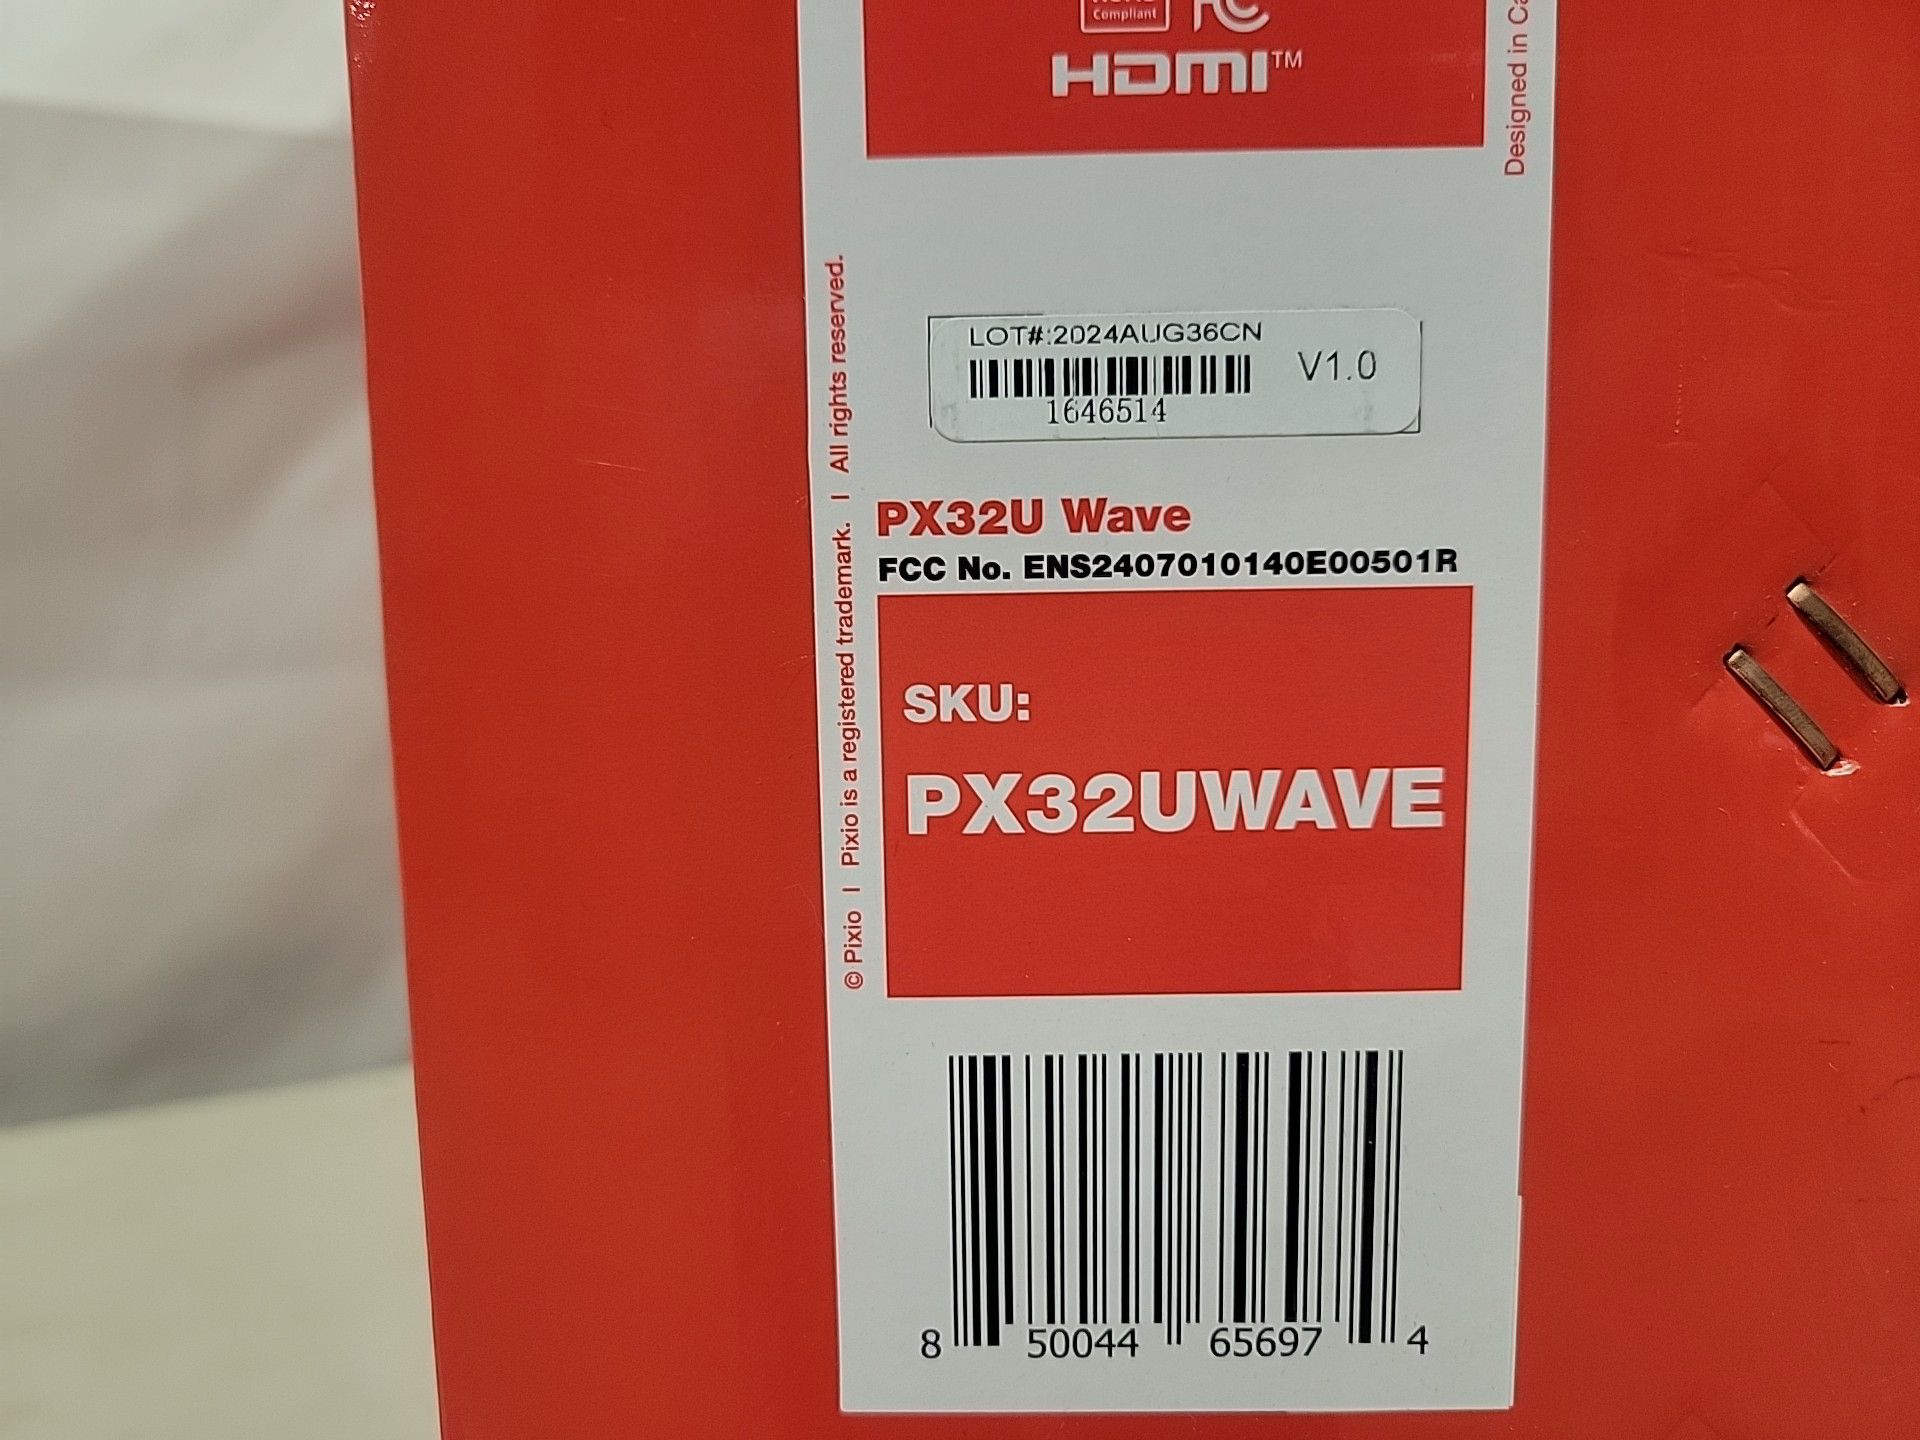 Compliant
FC
HDMI™
Designed in
LOT#:2024AUG36CN
V1.0
1646514
PX32U Wave
FCC No. ENS2407010140E00501R
SKU:
PX32UWAVE
© Pixio | Pixio is a registered trademark. | All rights reserved.
8 50044 65697 4